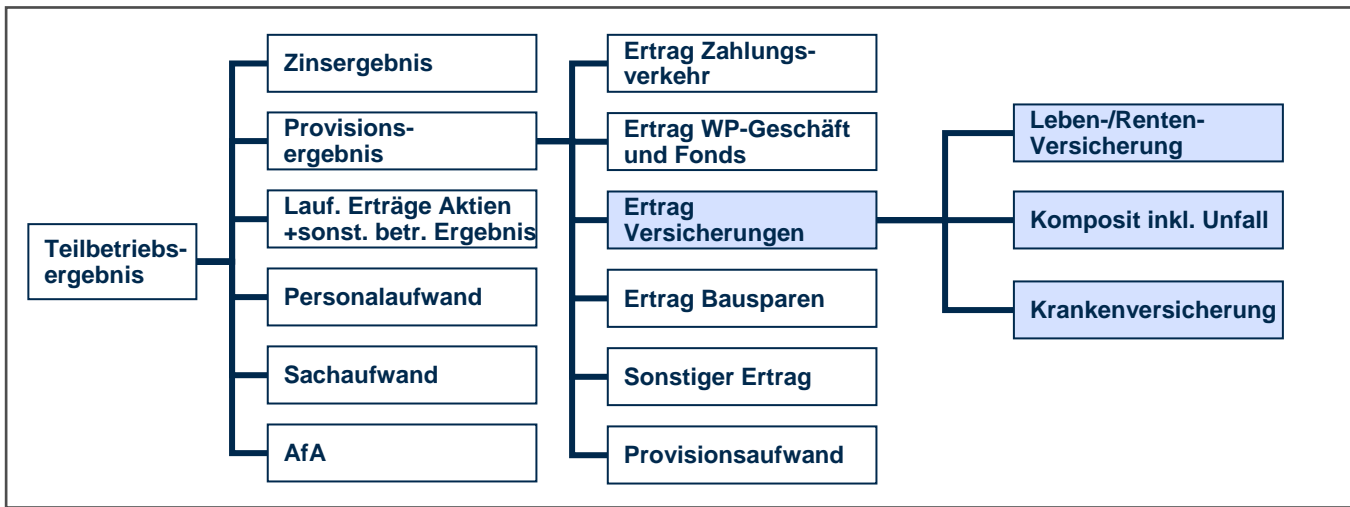 Teilbetriebs-
ergebnis
Zinsergebnis
Provisions-
ergebnis
Lauf. Erträge Aktien
+sonst. betr. Ergebnis
Personalaufwand
Sachaufwand
AfA
Ertrag Zahlungs-
verkehr
Ertrag WP-Geschäft
und Fonds
Ertrag
Versicherungen
Ertrag Bausparen
Sonstiger Ertrag
Provisionsaufwand
Leben-/Renten-
Versicherung
Komposit inkl. Unfall
Krankenversicherung